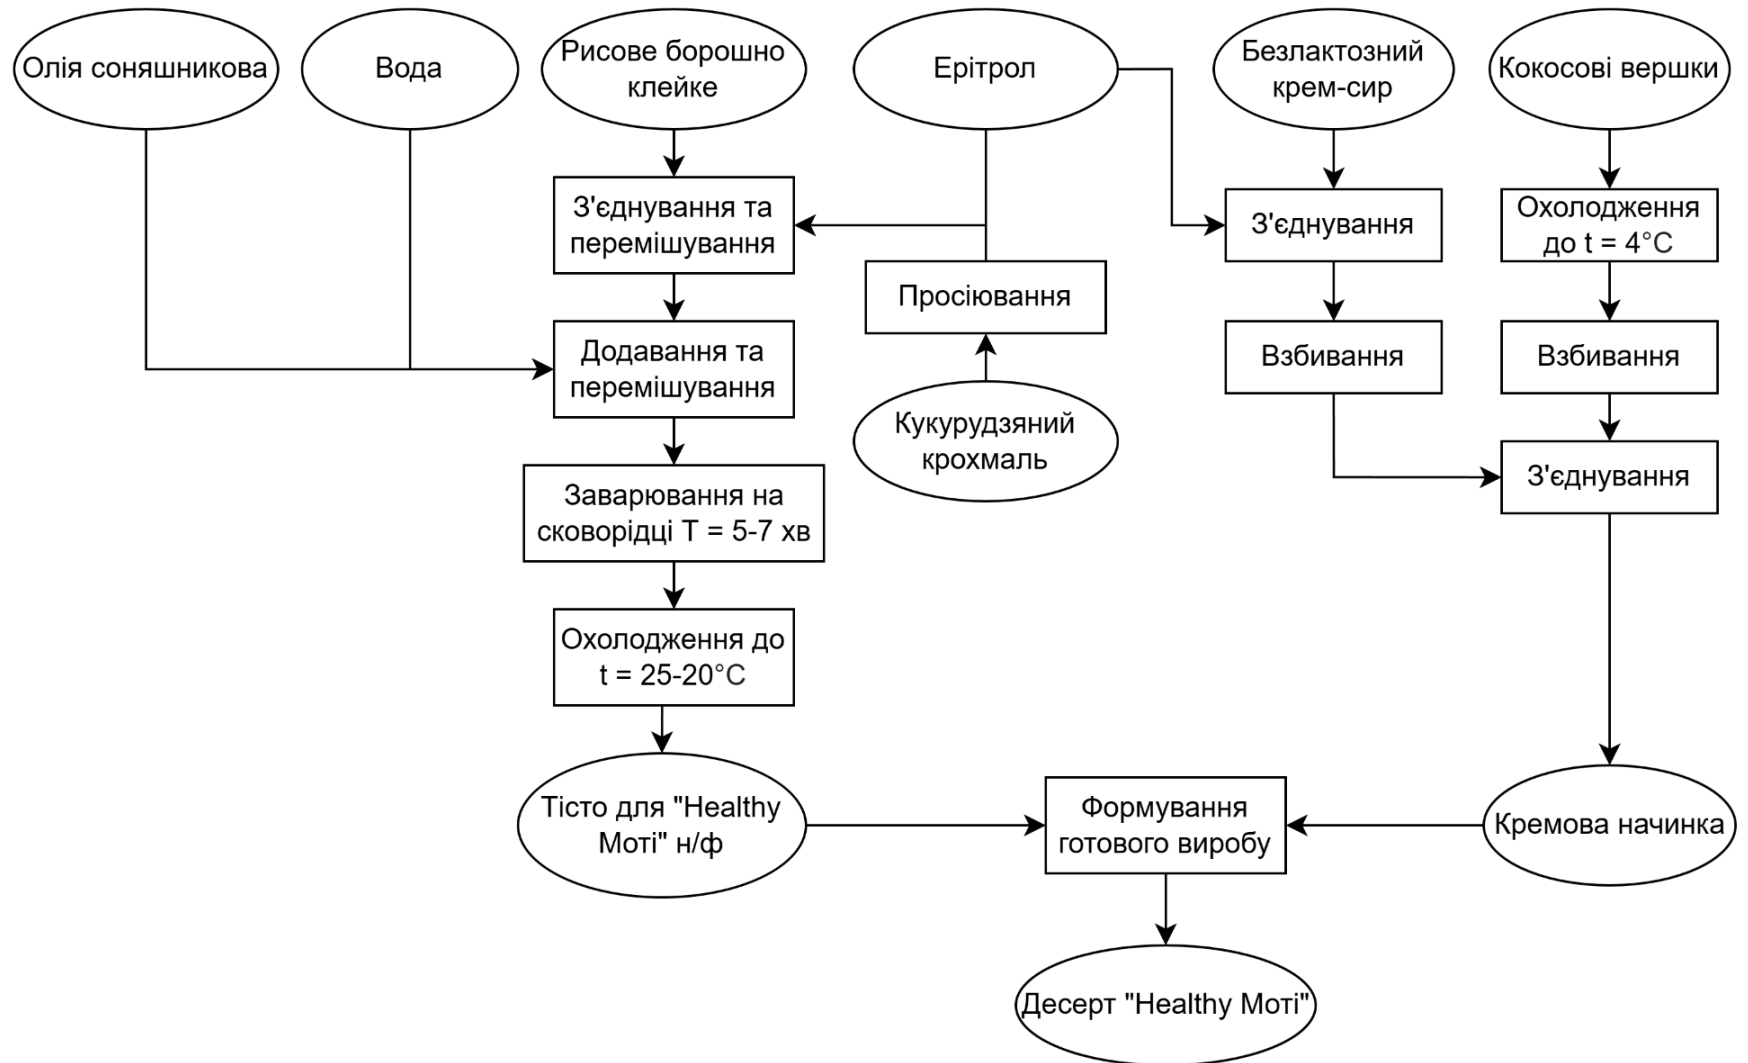 Олія соняшникова
Вода
Рисове борошно
клейке
Ерітрол
Безлактозний
крем-сир
Кокосові вершки
З'єднування та
перемішування
З'єднування
Охолодження
до t = 4°C
Просіювання
Додавання та
перемішування
Взбивання
Взбивання
Кукурудзяний
крохмаль
З'єднування
Заварювання на
сковорідці Т = 5-7 хв
Охолодження до
t = 25-20°C
Тісто для "Healthy
Моті" н/ф
Формування
готового виробу
Кремова начинка
Десерт "Healthy Моті"